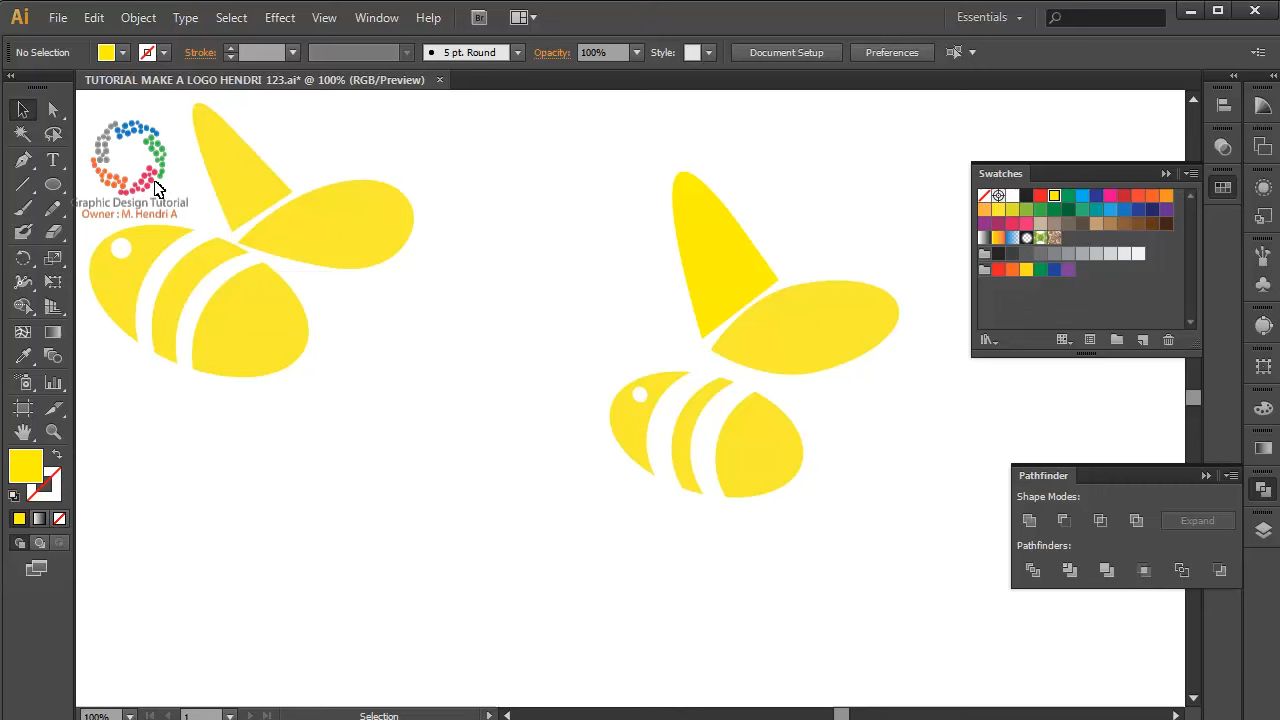 Ai File Edit Object Type Select Effect View Window Help Br Essentials
No Selection Stroke: 5 pt. Round Opacity: 100% Style: Document Setup Preferences
TUTORIAL MAKE A LOGO HENDRI 123.ai* @ 100% (RGB/Preview)
Graphic Design Tutorial
Owner : M. Hendri A
Swatches
Pathfinder
Shape Modes:
Expand
Pathfinders:
100% 1 Selection